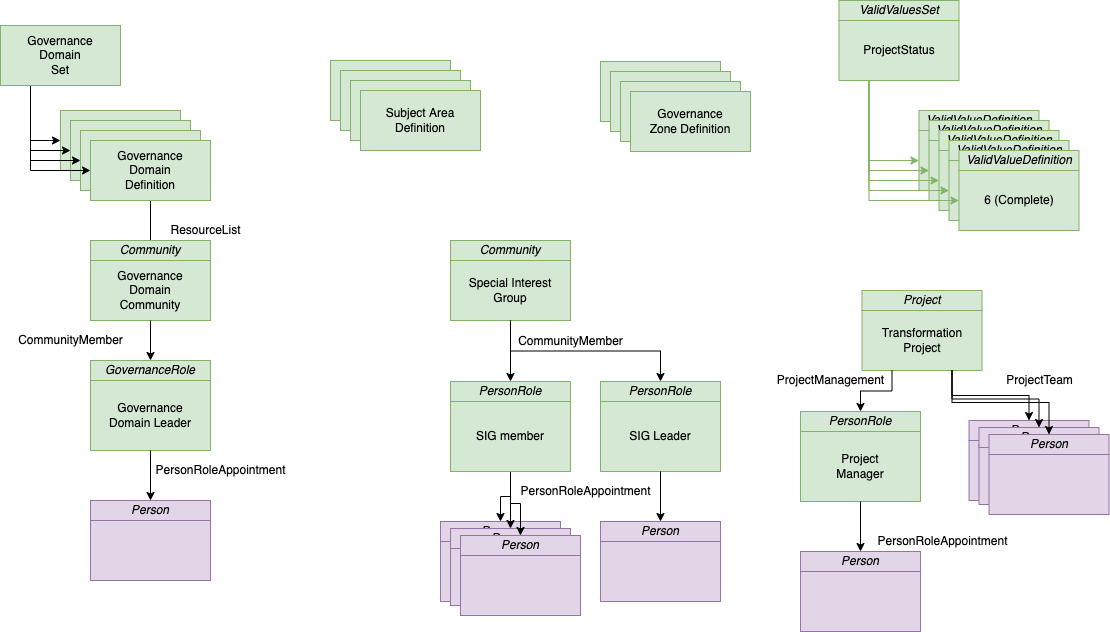 Governance
Domain
Set
Governance
Domain
Definition
ResourceList
Community
Governance
Domain
Community
CommunityMember
GovernanceRole
Governance
Domain Leader
PersonRoleAppointment
Person
Subject Area
Definition
Governance
Zone Definition
Community
Special Interest
Group
CommunityMember
PersonRole
SIG member
PersonRole
SIG Leader
PersonRoleAppointment
Person
Person
ValidValuesSet
ProjectStatus
ValidValueDefinition
ValidValueDefinition
ValidValueDefinition
ValidValueDefinition
ValidValueDefinition
6 (Complete)
Project
Transformation
Project
ProjectManagement
ProjectTeam
PersonRole
Project
Manager
Person
PersonRoleAppointment
Person